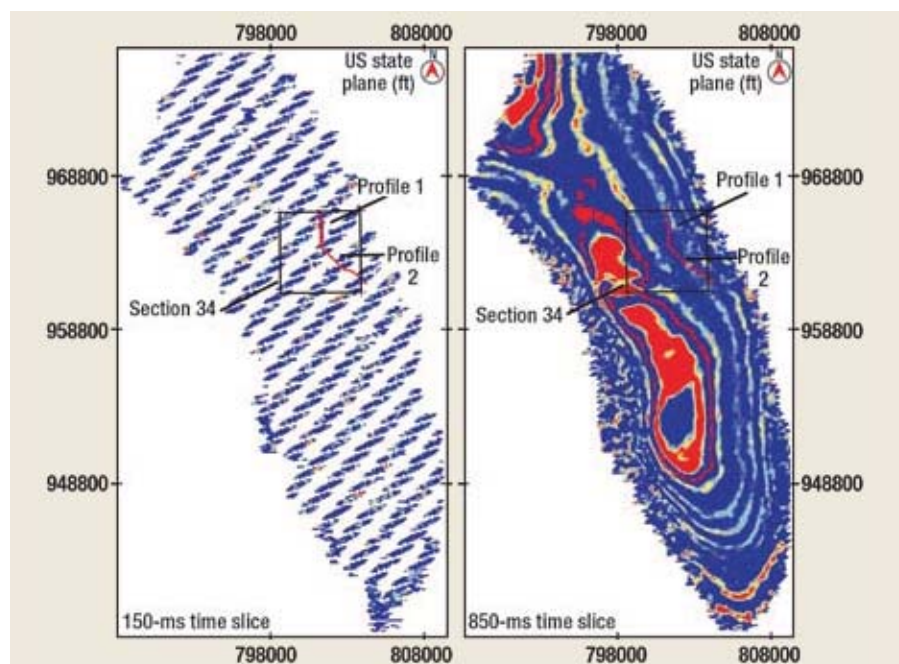 798000 808000 798000 808000
N
US state
plane (ft)
N
US state
plane (ft)
968800
968800
Profile 1
Profile 1
Profile
2
Profile
2
Section 34
Section 34
958800
958800
948800
948800
150-ms time slice
850-ms time slice
798000 808000 798000 808000